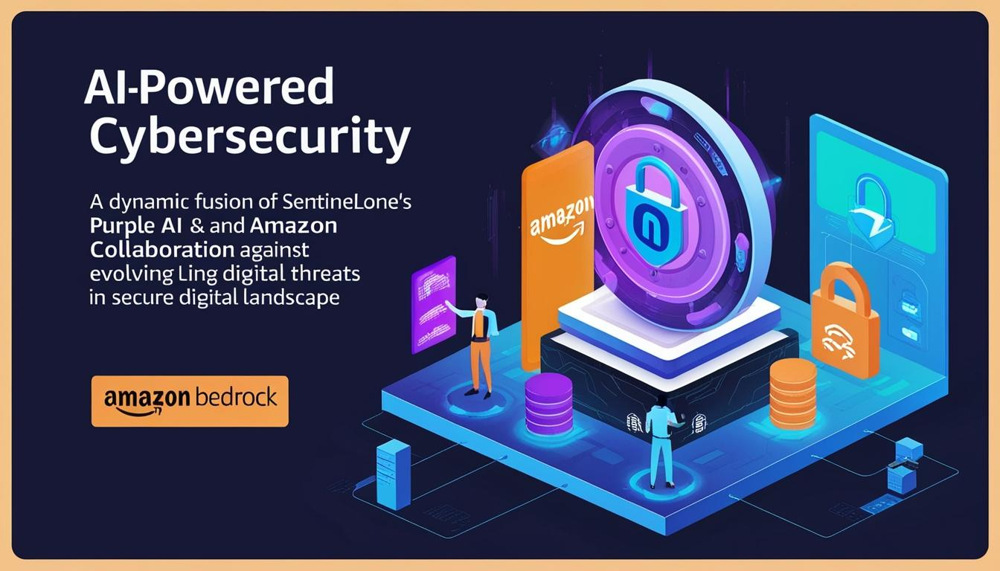 AI-Powered
Cybersecurity
A dynamic fusion of SentineLone's
Purple AI & and Amazon
Collaboration against
evolving Ling digital threats
in secure digital landscape
amazon bedrock
amazon